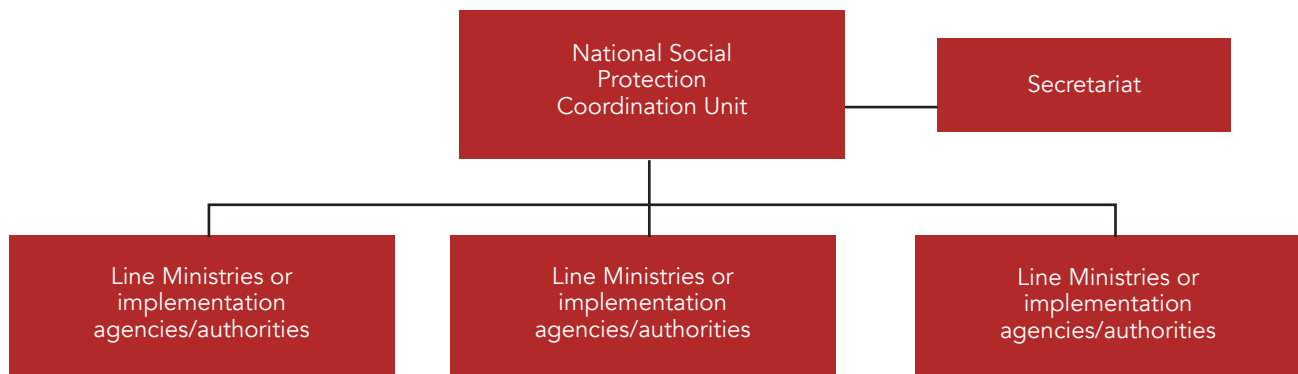 National Social
Protection
Coordination Unit
Secretariat
Line Ministries or
implementation
agencies/authorities
Line Ministries or
implementation
agencies/authorities
Line Ministries or
implementation
agencies/authorities